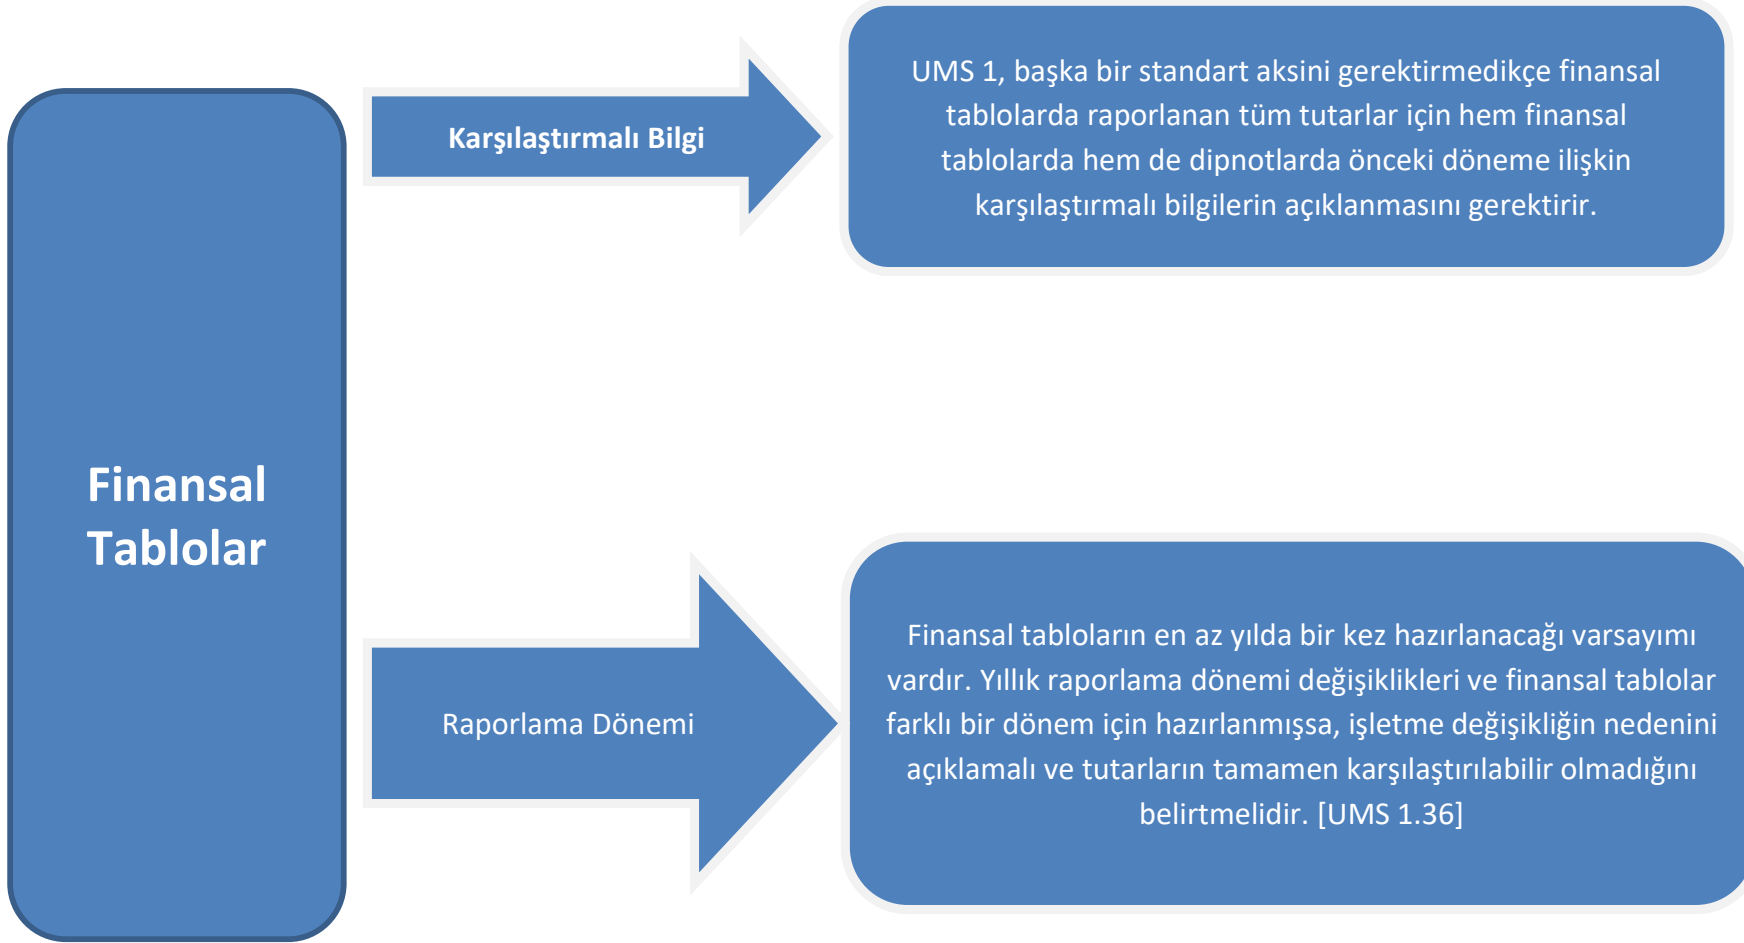 Finansal
Tablolar
Karşılaştırmalı Bilgi
UMS 1, başka bir standart aksini gerektirmedikçe finansal
tablolarda raporlanan tüm tutarlar için hem finansal
tablolarda hem de dipnotlarda önceki döneme ilişkin
karşılaştırmalı bilgilerin açıklanmasını gerektirir.
Raporlama Dönemi
Finansal tabloların en az yılda bir kez hazırlanacağı varsayımı
vardır. Yıllık raporlama dönemi değişiklikleri ve finansal tablolar
farklı bir dönem için hazırlanmışsa, işletme değişikliğin nedenini
açıklamalı ve tutarların tamamen karşılaştırılabilir olmadığını
belirtmelidir. [UMS 1.36]